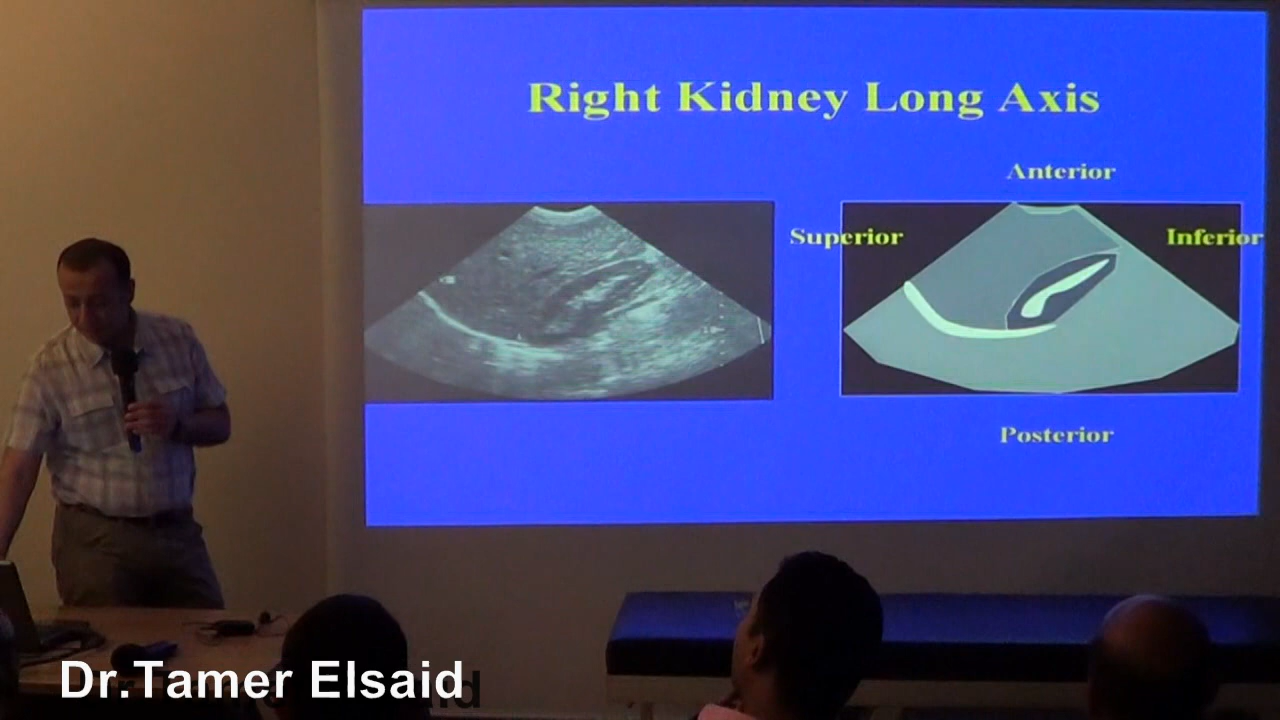 Right Kidney Long Axis
Anterior
Superior
Inferior
Posterior
Dr.Tamer Elsaid